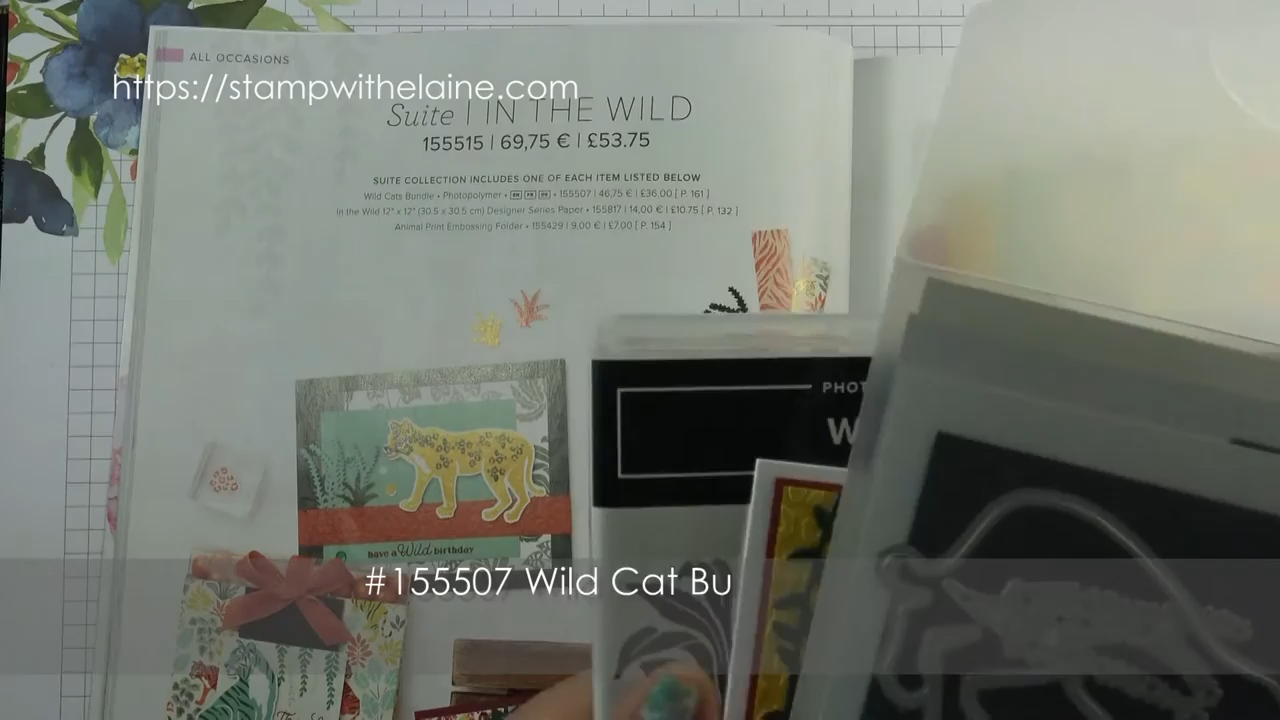 ALL OCCASIONS
https://stampwithelaine.com
Suite | IN THE WILD
155515 | 69,75 € | £53.75
SUITE COLLECTION INCLUDES ONE OF EACH ITEM LISTED BELOW
Wild Cats Bundle • Photopolymer • EN FR DE • 155507 | 46,75 € | £36.00 [ P. 161 ]
In the Wild 12" x 12" (30.5 x 30.5 cm) Designer Series Paper • 155817 | 14,00 € | £10.75 [ P. 132 ]
Animal Print Embossing Folder • 155429 | 9,00 € | £7.00 [ P. 154 ]
PHOT
W
have a Wild birthday
#155507 Wild Cat Bu